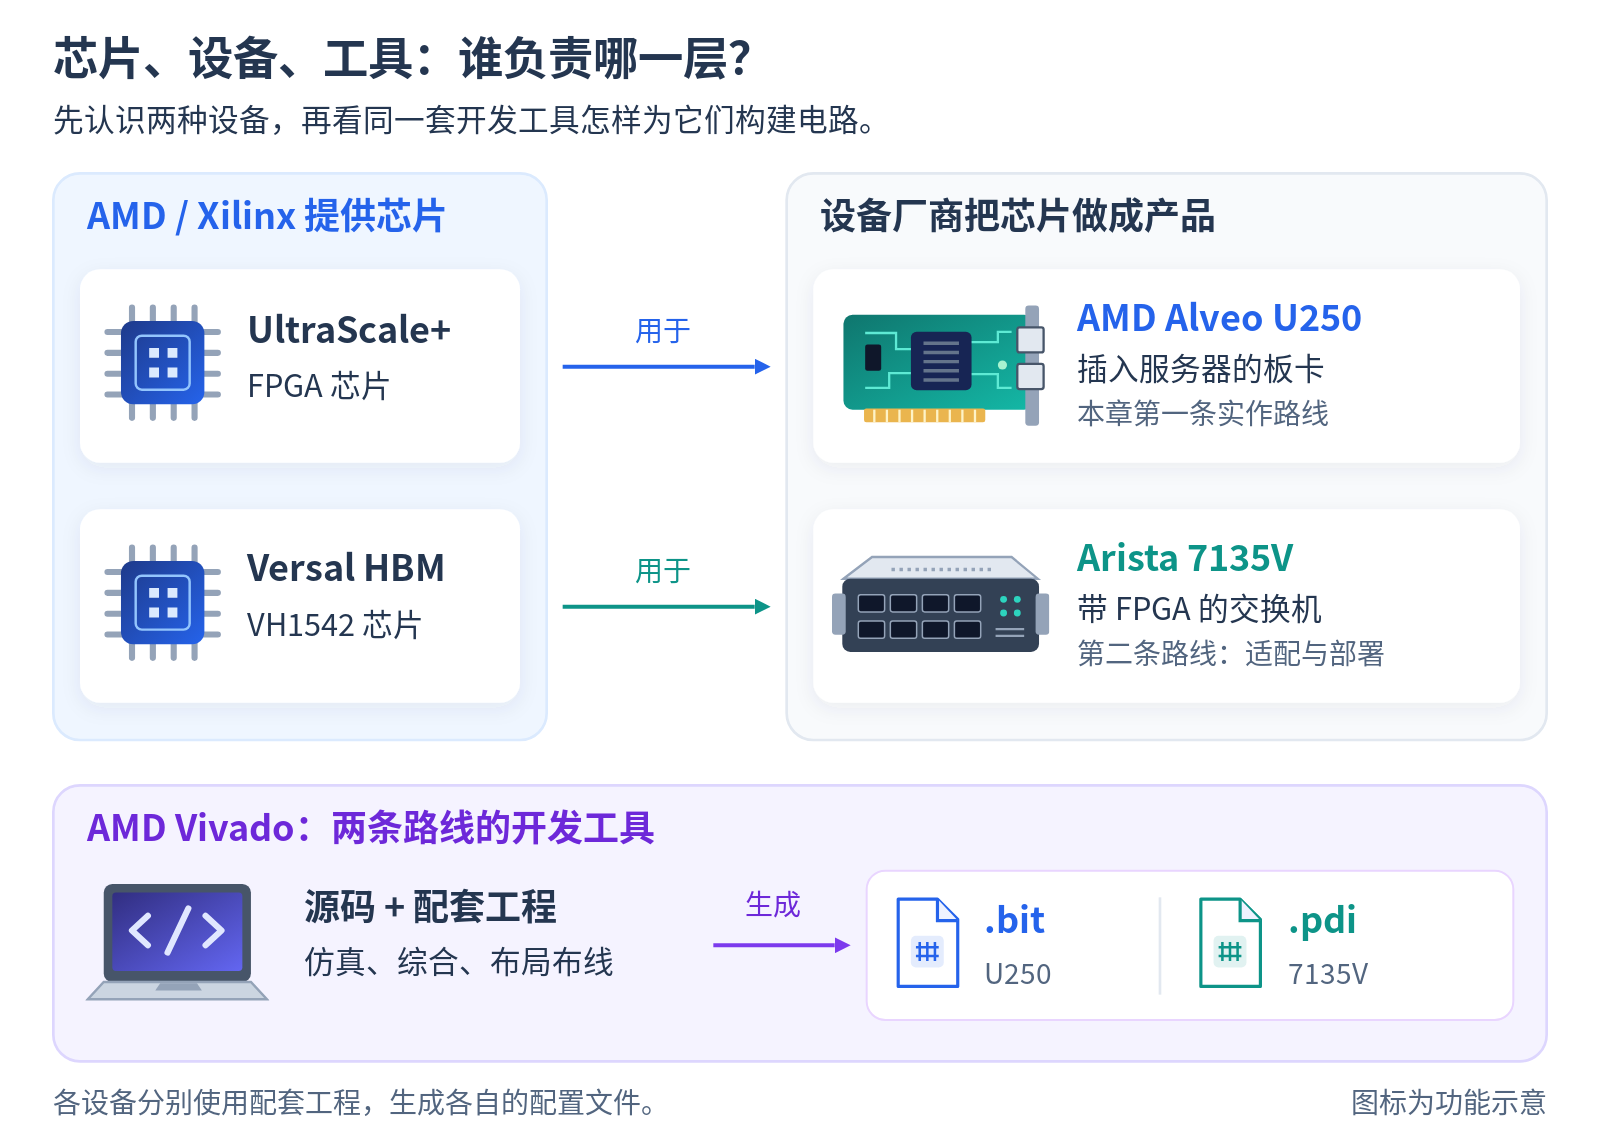 芯片、设备、工具：谁负责哪一层？
先认识两种设备，再看同一套开发工具怎样为它们构建电路。
AMD / Xilinx 提供芯片
UltraScale+
FPGA 芯片
Versal HBM
VH1542 芯片
用于
用于
设备厂商把芯片做成产品
AMD Alveo U250
插入服务器的板卡
本章第一条实作路线
Arista 7135V
带 FPGA 的交换机
第二条路线：适配与部署
AMD Vivado：两条路线的开发工具
源码 + 配套工程
仿真、综合、布局布线
生成
.bit
U250
.pdi
7135V
各设备分别使用配套工程，生成各自的配置文件。
图标为功能示意